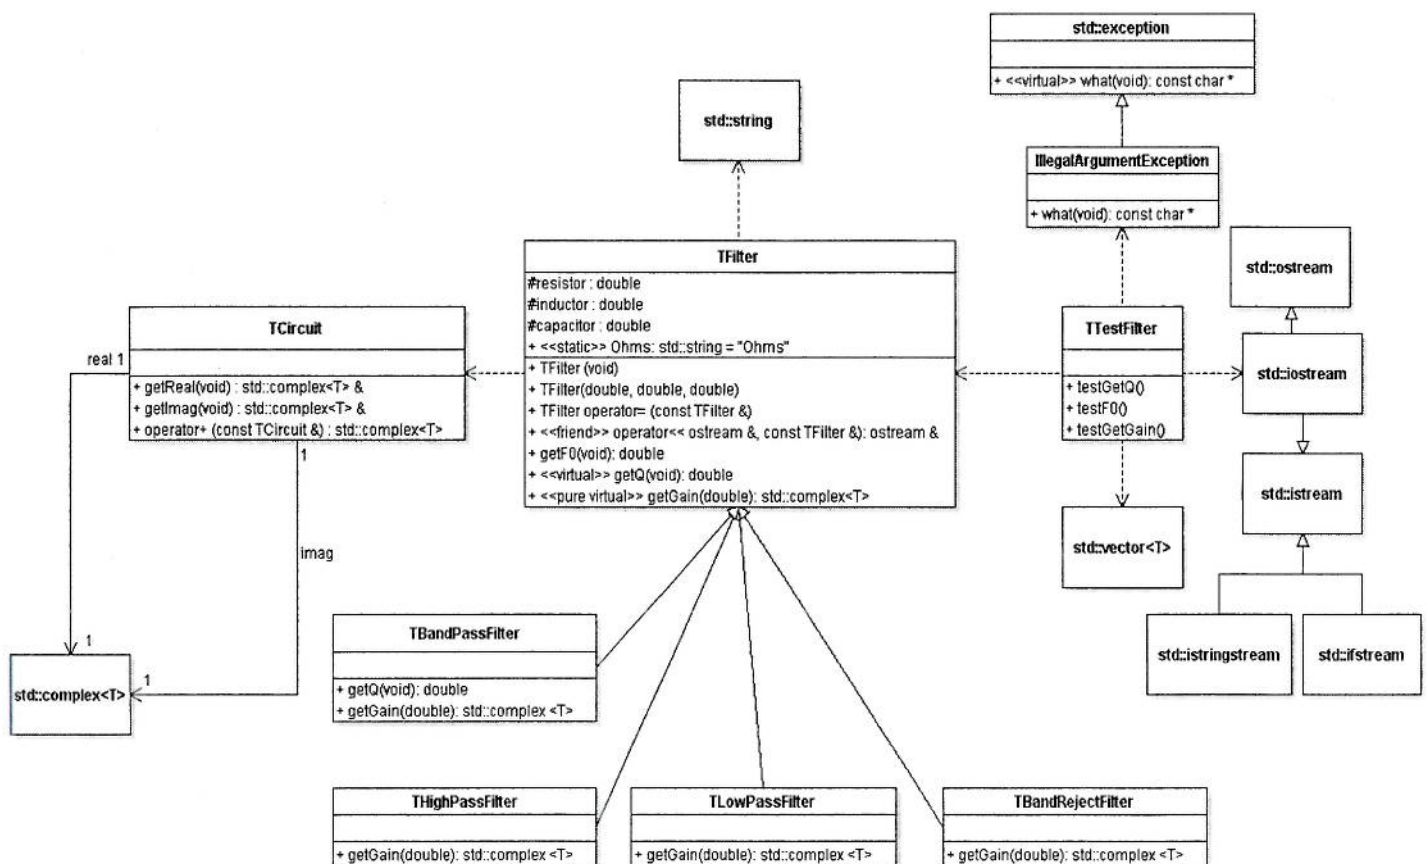 std::exception
+ <<virtual>> what(void): const char *
std::string
IllegalArgumentException
+ what(void): const char *
TFilter
#resistor : double
#inductor : double
#capacitor : double
+ <<static>> Ohms: std::string = "Ohms"
+ TFilter (void)
+ TFilter(double, double, double)
+ TFilter operator= (const TFilter &)
+ <<friend>> operator<< ostream &, const TFilter &): ostream &
+ getF0(void): double
+ <<virtual>> getQ(void): double
+ <<pure virtual>> getGain(double): std::complex<T>
std::ostream
TCircuit
+ getReal(void) : std::complex<T> &
+ getImag(void) : std::complex<T> &
+ operator+ (const TCircuit &) : std::complex<T>
real 1
1
imag
1
1
std::complex<T>
TTestFilter
+ testGetQ()
+ testF0()
+ testGetGain()
std::iostream
std::istream
std::vector<T>
std::istringstream
std::ifstream
TBandPassFilter
+ getQ(void): double
+ getGain(double): std::complex <T>
THighPassFilter
+ getGain(double): std::complex <T>
TLowPassFilter
+ getGain(double): std::complex <T>
TBandRejectFilter
+ getGain(double): std::complex <T>